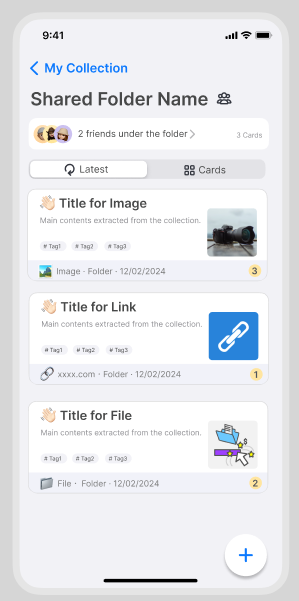 9:41
My Collection
Shared Folder Name
2 friends under the folder
3 Cards
Latest
Cards
👋🏻 Title for Image
Main contents extracted from the collection.
# Tag1 # Tag2 # Tag3
Image · Folder · 12/02/2024
3
👋🏻 Title for Link
Main contents extracted from the collection.
# Tag1 # Tag2 # Tag3
xxxx.com · Folder · 12/02/2024
1
👋🏻 Title for File
Main contents extracted from the collection.
# Tag1 # Tag2 # Tag3
File · Folder · 12/02/2024
2